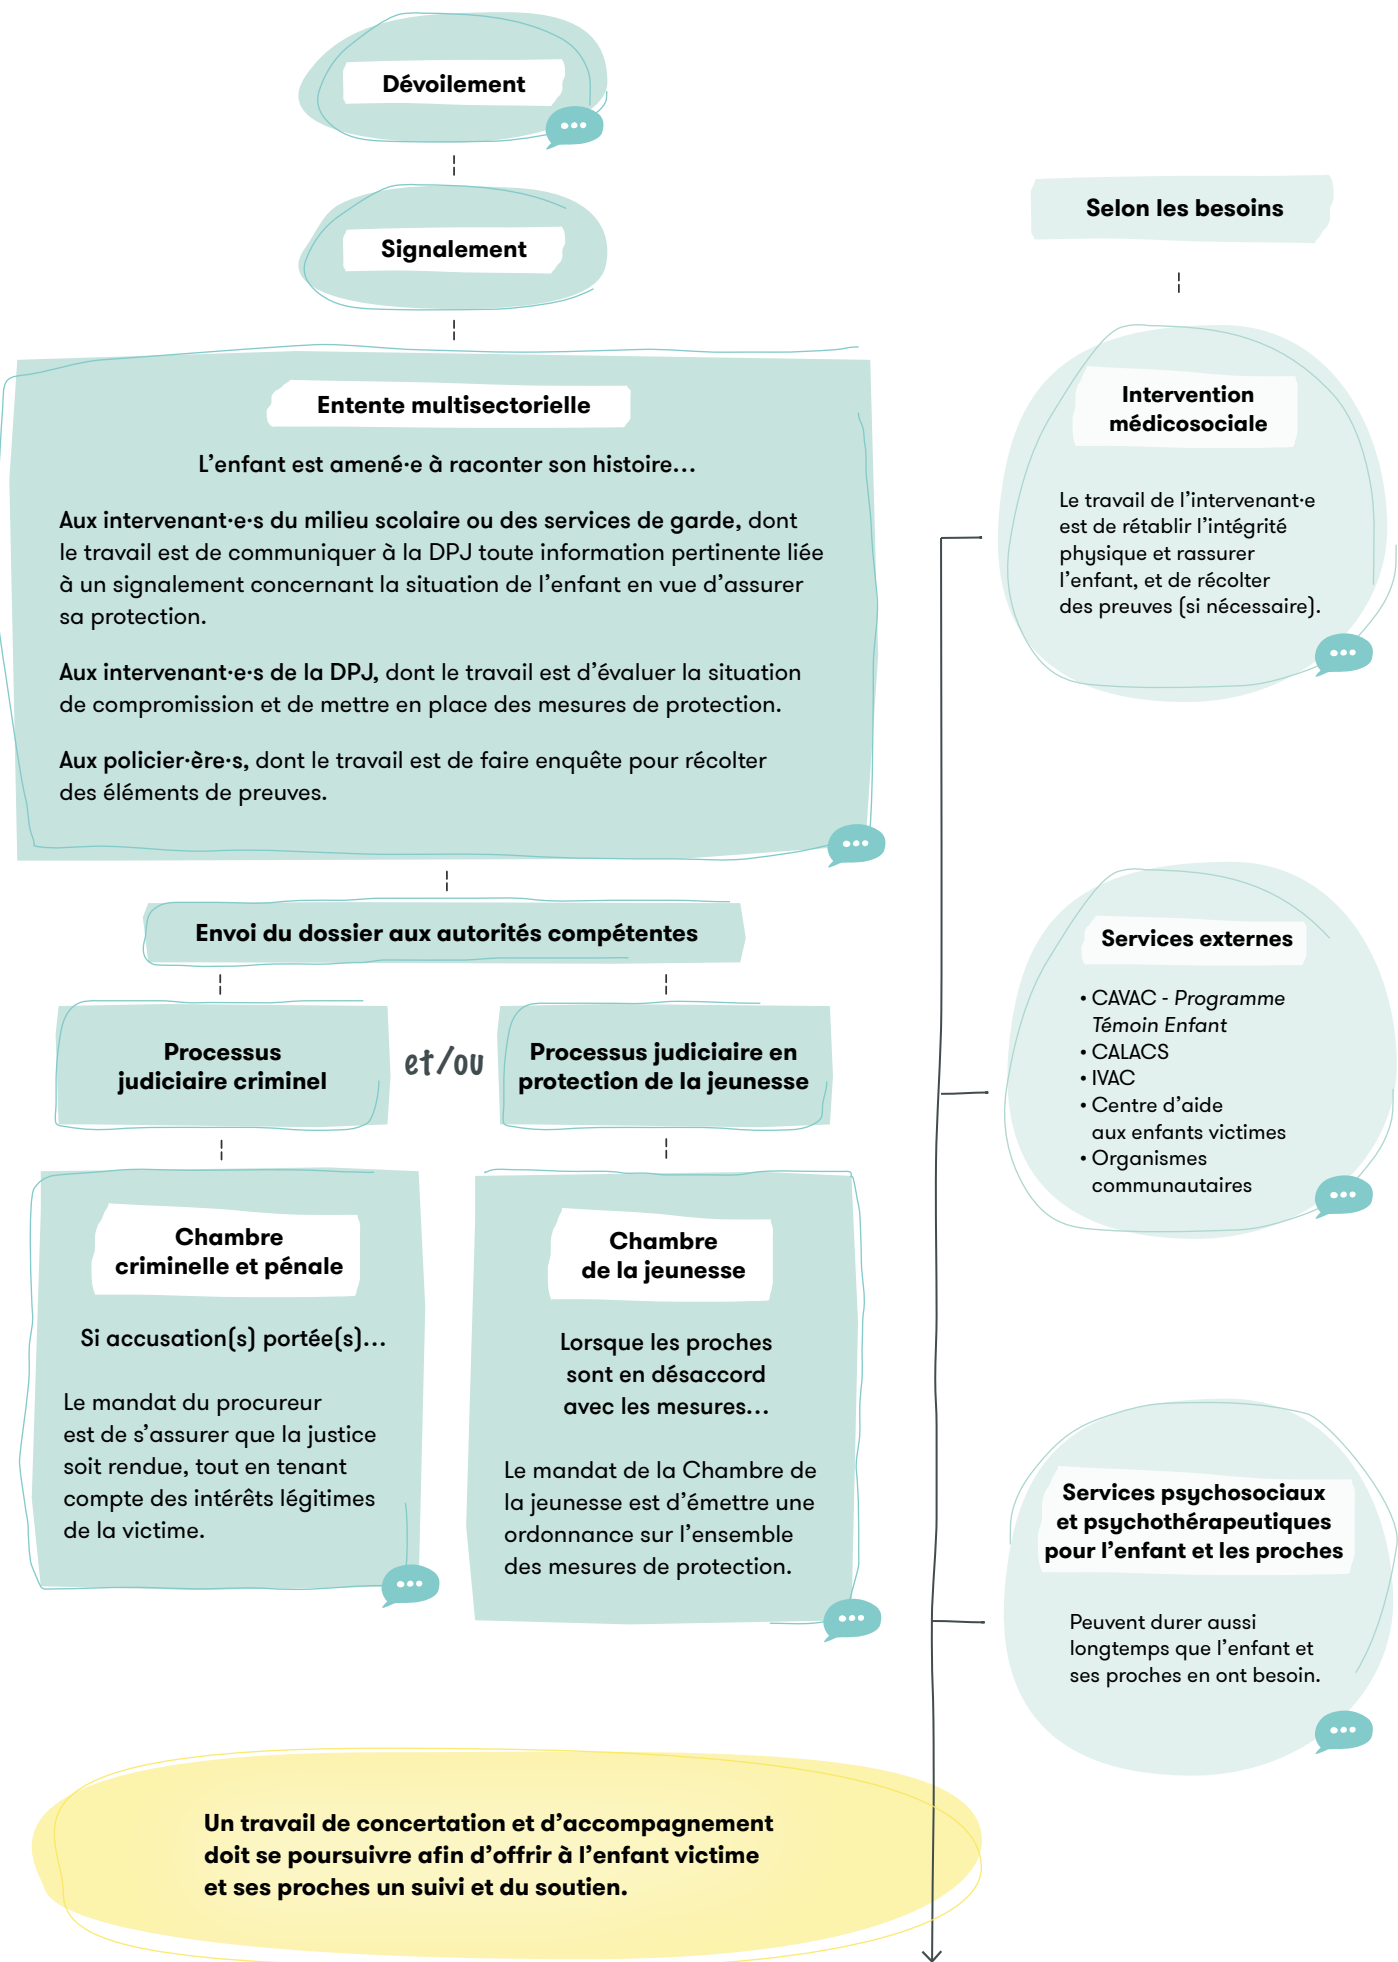 Dévoilement
Signalement
Entente multisectorielle
L'enfant est amené·e à raconter son histoire…
Aux intervenant·e·s du milieu scolaire ou des services de garde, dont
le travail est de communiquer à la DPJ toute information pertinente liée
à un signalement concernant la situation de l'enfant en vue d'assurer
sa protection.
Aux intervenant·e·s de la DPJ, dont le travail est d'évaluer la situation
de compromission et de mettre en place des mesures de protection.
Aux policier·ère·s, dont le travail est de faire enquête pour récolter
des éléments de preuves.
Envoi du dossier aux autorités compétentes
Processus
judiciaire criminel
et/ou
Processus judiciaire en
protection de la jeunesse
Chambre
criminelle et pénale
Si accusation(s) portée(s)…
Le mandat du procureur
est de s'assurer que la justice
soit rendue, tout en tenant
compte des intérêts légitimes
de la victime.
Chambre
de la jeunesse
Lorsque les proches
sont en désaccord
avec les mesures…
Le mandat de la Chambre de
la jeunesse est d'émettre une
ordonnance sur l'ensemble
des mesures de protection.
Selon les besoins
Intervention
médicosociale
Le travail de l'intervenant·e
est de rétablir l'intégrité
physique et rassurer
l'enfant, et de récolter
des preuves (si nécessaire).
Services externes
• CAVAC - Programme
Témoin Enfant
• CALACS
• IVAC
• Centre d'aide
aux enfants victimes
• Organismes
communautaires
Services psychosociaux
et psychothérapeutiques
pour l'enfant et les proches
Peuvent durer aussi
longtemps que l'enfant et
ses proches en ont besoin.
Un travail de concertation et d'accompagnement
doit se poursuivre afin d'offrir à l'enfant victime
et ses proches un suivi et du soutien.